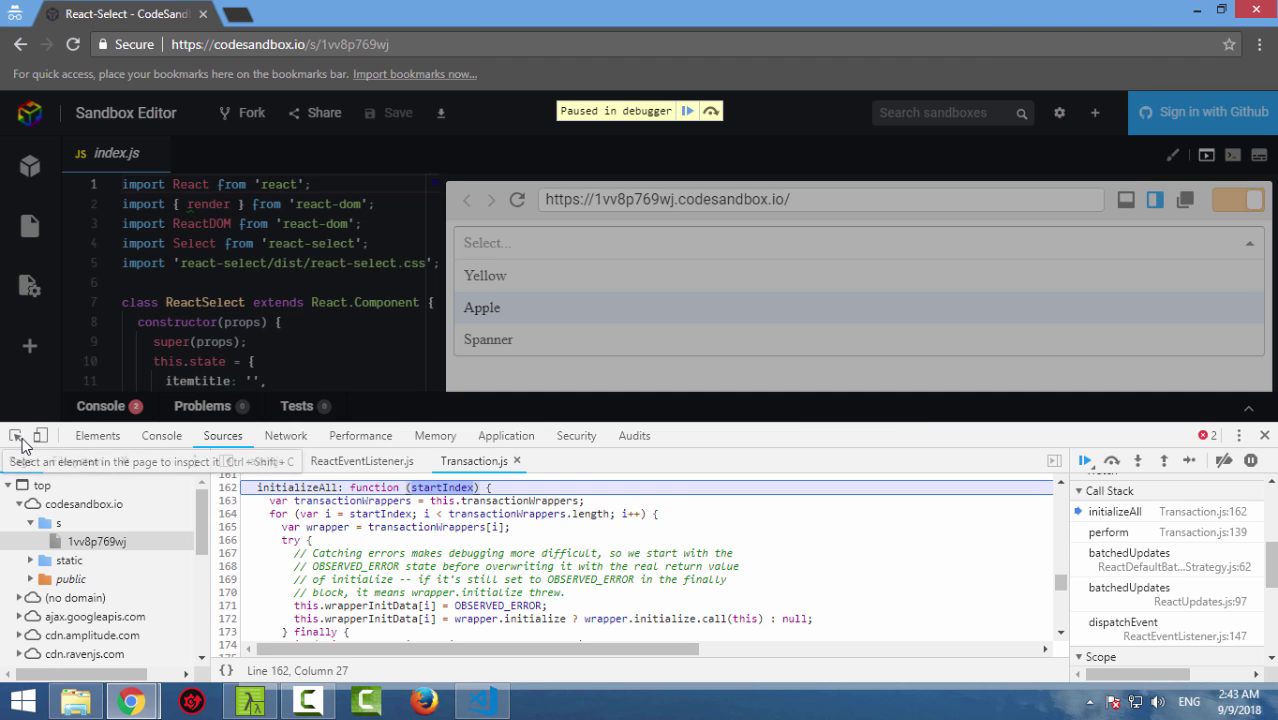 React-Select - CodeSandb
Secure
https://codesandbox.io/s/1vv8p769wj
For quick access, place your bookmarks here on the bookmarks bar. Import bookmarks now...
Sandbox Editor
Fork
Share
Save
Paused in debugger
Search sandboxes
Sign in with Github
JS index.js
1 import React from 'react';
2 import { render } from 'react-dom';
3 import ReactDOM from 'react-dom';
4 import Select from 'react-select';
5 import 'react-select/dist/react-select.css';
6
7 class ReactSelect extends React.Component {
8 constructor(props) {
9 super(props);
10 this.state = {
11 itemtitle: '',
https://1vv8p769wj.codesandbox.io/
Select...
Yellow
Apple
Spanner
Console 2 Problems 0 Tests 0
Elements Console Sources Network Performance Memory Application Security Audits
2
Select an element in the page to inspect it Ctrl+Shift+C
ReactEventListener.js
Transaction.js
top
codesandbox.io
s
1vv8p769wj
static
public
(no domain)
ajax.googleapis.com
cdn.amplitude.com
cdn.ravenjs.com
161
162 initializeAll: function (startIndex) {
163 var transactionWrappers = this.transactionWrappers;
164 for (var i = startIndex; i < transactionWrappers.length; i++) {
165 var wrapper = transactionWrappers[i];
166 try {
167 // Catching errors makes debugging more difficult, so we start with the
168 // OBSERVED_ERROR state before overwriting it with the real return value
169 // of initialize -- if it's still set to OBSERVED_ERROR in the finally
170 // block, it means wrapper.initialize threw.
171 this.wrapperInitData[i] = OBSERVED_ERROR;
172 this.wrapperInitData[i] = wrapper.initialize ? wrapper.initialize.call(this) : null;
173 } finally {
174
{} Line 162, Column 27
Call Stack
initializeAll Transaction.js:162
perform Transaction.js:139
batchedUpdates
ReactDefaultBat...Strategy.js:62
batchedUpdates
ReactUpdates.js:97
dispatchEvent
ReactEventListener.js:147
Scope
ENG
2:43 AM
9/9/2018